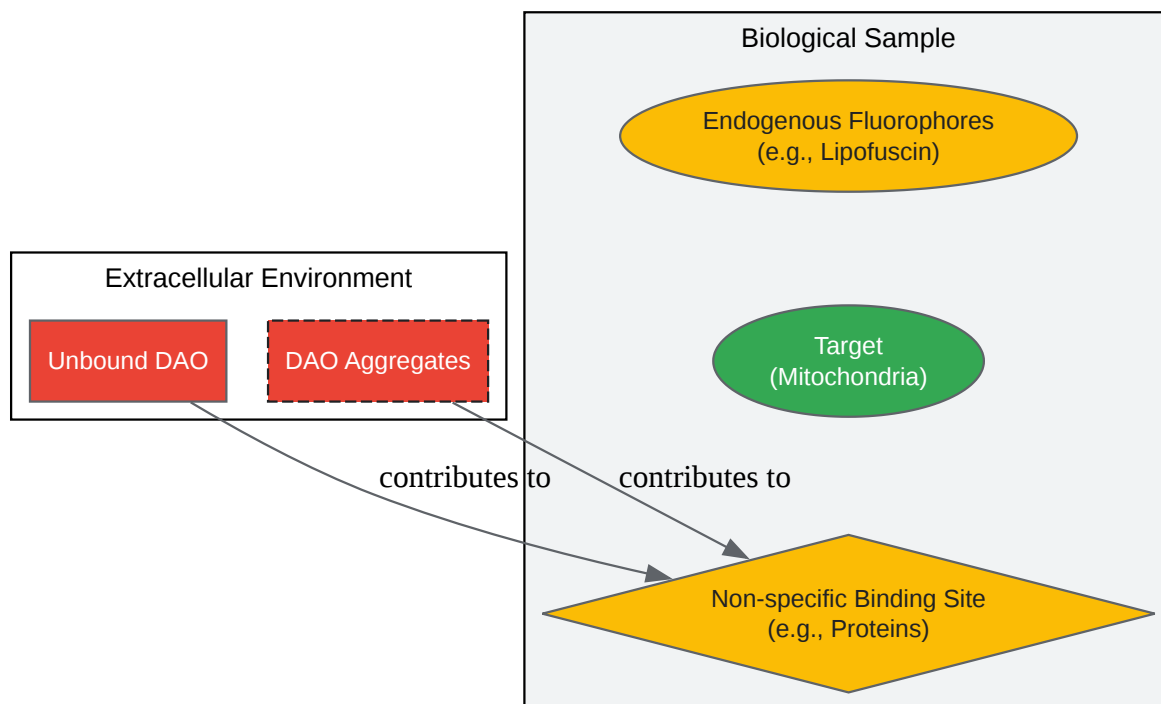 Biological Sample
Endogenous Fluorophores
(e.g., Lipofuscin)
Extracellular Environment
Unbound DAO
DAO Aggregates
Target
(Mitochondria)
contributes to
contributes to
Non-specific Binding Site
(e.g., Proteins)